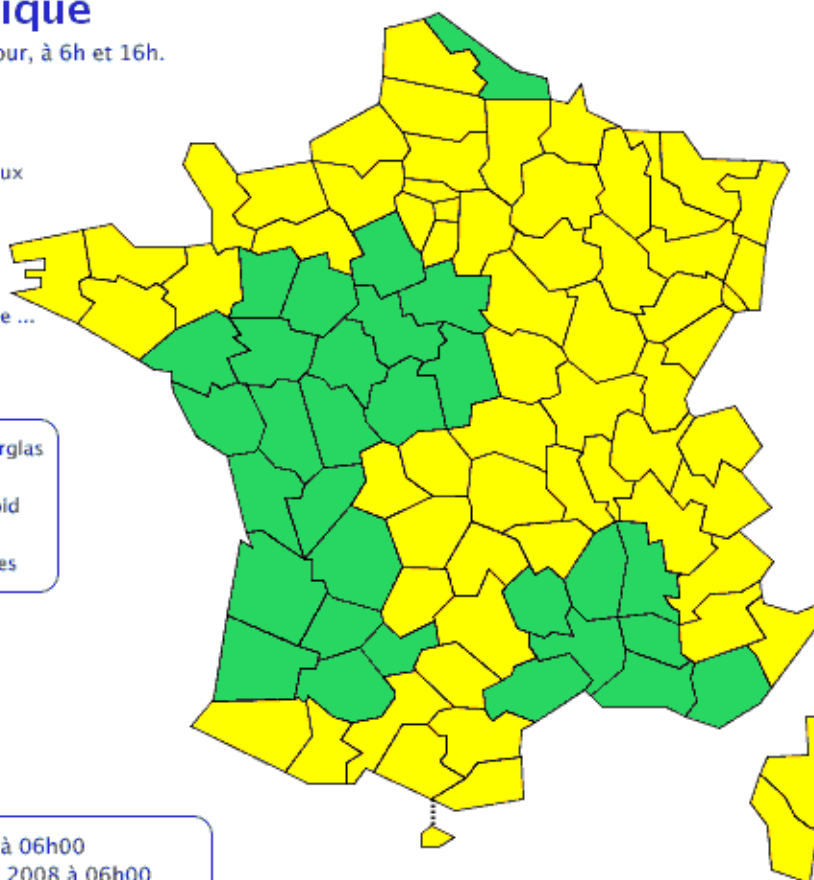 ique
our, à 6h et 16h.
ux
e ...
rglas
oid
es
à 06h00
2008 à 06h00